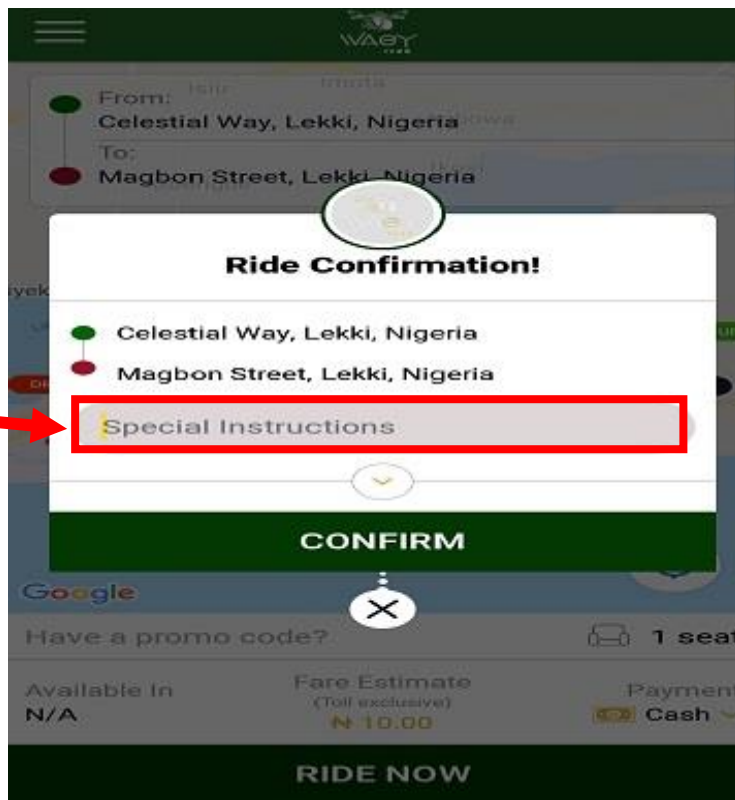 WAGY
From:
Celestial Way, Lekki, Nigeria
To:
Magbon Street, Lekki, Nigeria
Ride Confirmation!
Celestial Way, Lekki, Nigeria
Magbon Street, Lekki, Nigeria
Special Instructions
CONFIRM
Google
Have a promo code?
1 seat
Available In
Fare Estimate
Payment
(Toll exclusive)
N/A
₦ 10.00
Cash
RIDE NOW